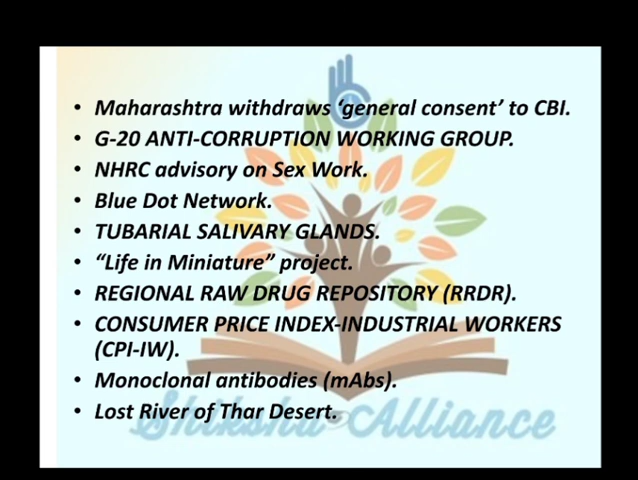 • Maharashtra withdraws ‘general consent’ to CBI.
• G-20 ANTI-CORRUPTION WORKING GROUP.
• NHRC advisory on Sex Work.
• Blue Dot Network.
• TUBARIAL SALIVARY GLANDS.
• “Life in Miniature” project.
• REGIONAL RAW DRUG REPOSITORY (RRDR).
• CONSUMER PRICE INDEX-INDUSTRIAL WORKERS
(CPI-IW).
• Monoclonal antibodies (mAbs).
• Lost River of Thar Desert.
Shiksha Alliance